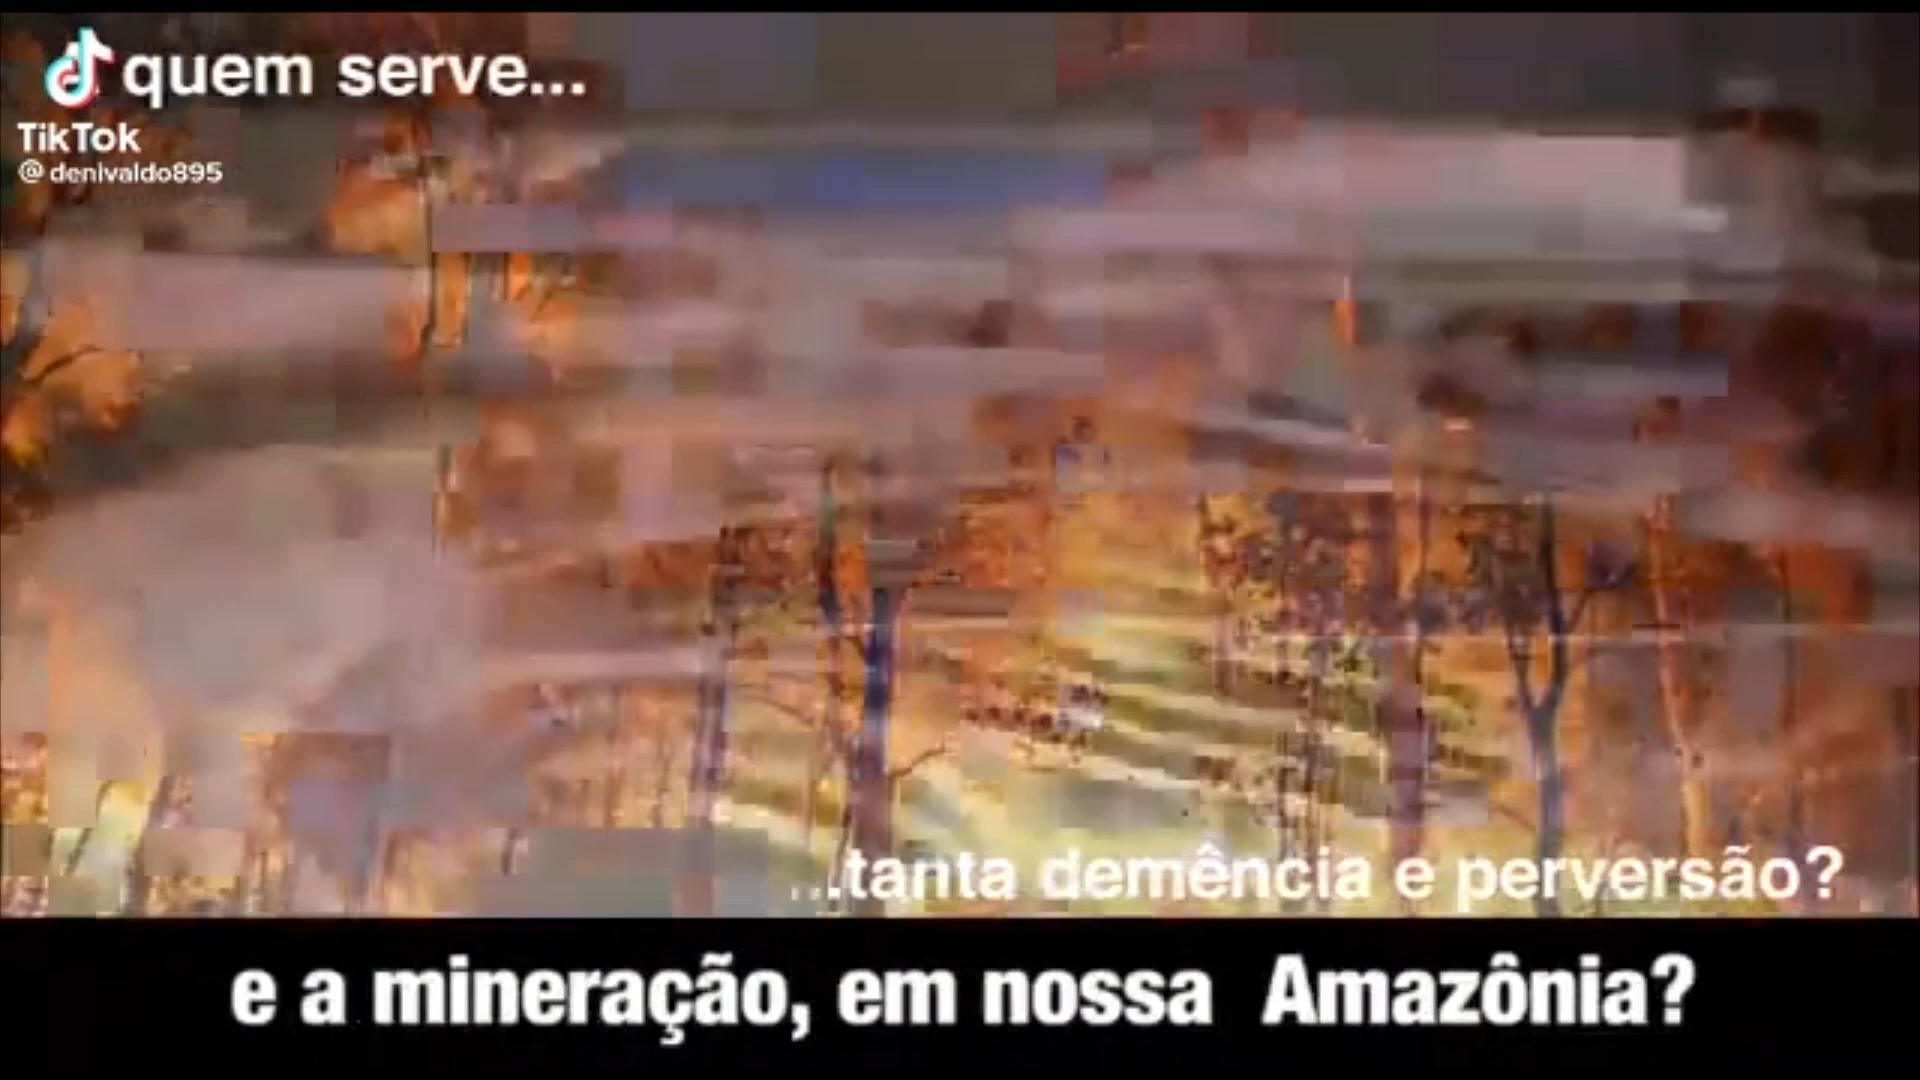 quem serve...
TikTok
@denivaldo895
...tanta demência e perversão?
e a mineração, em nossa Amazônia?